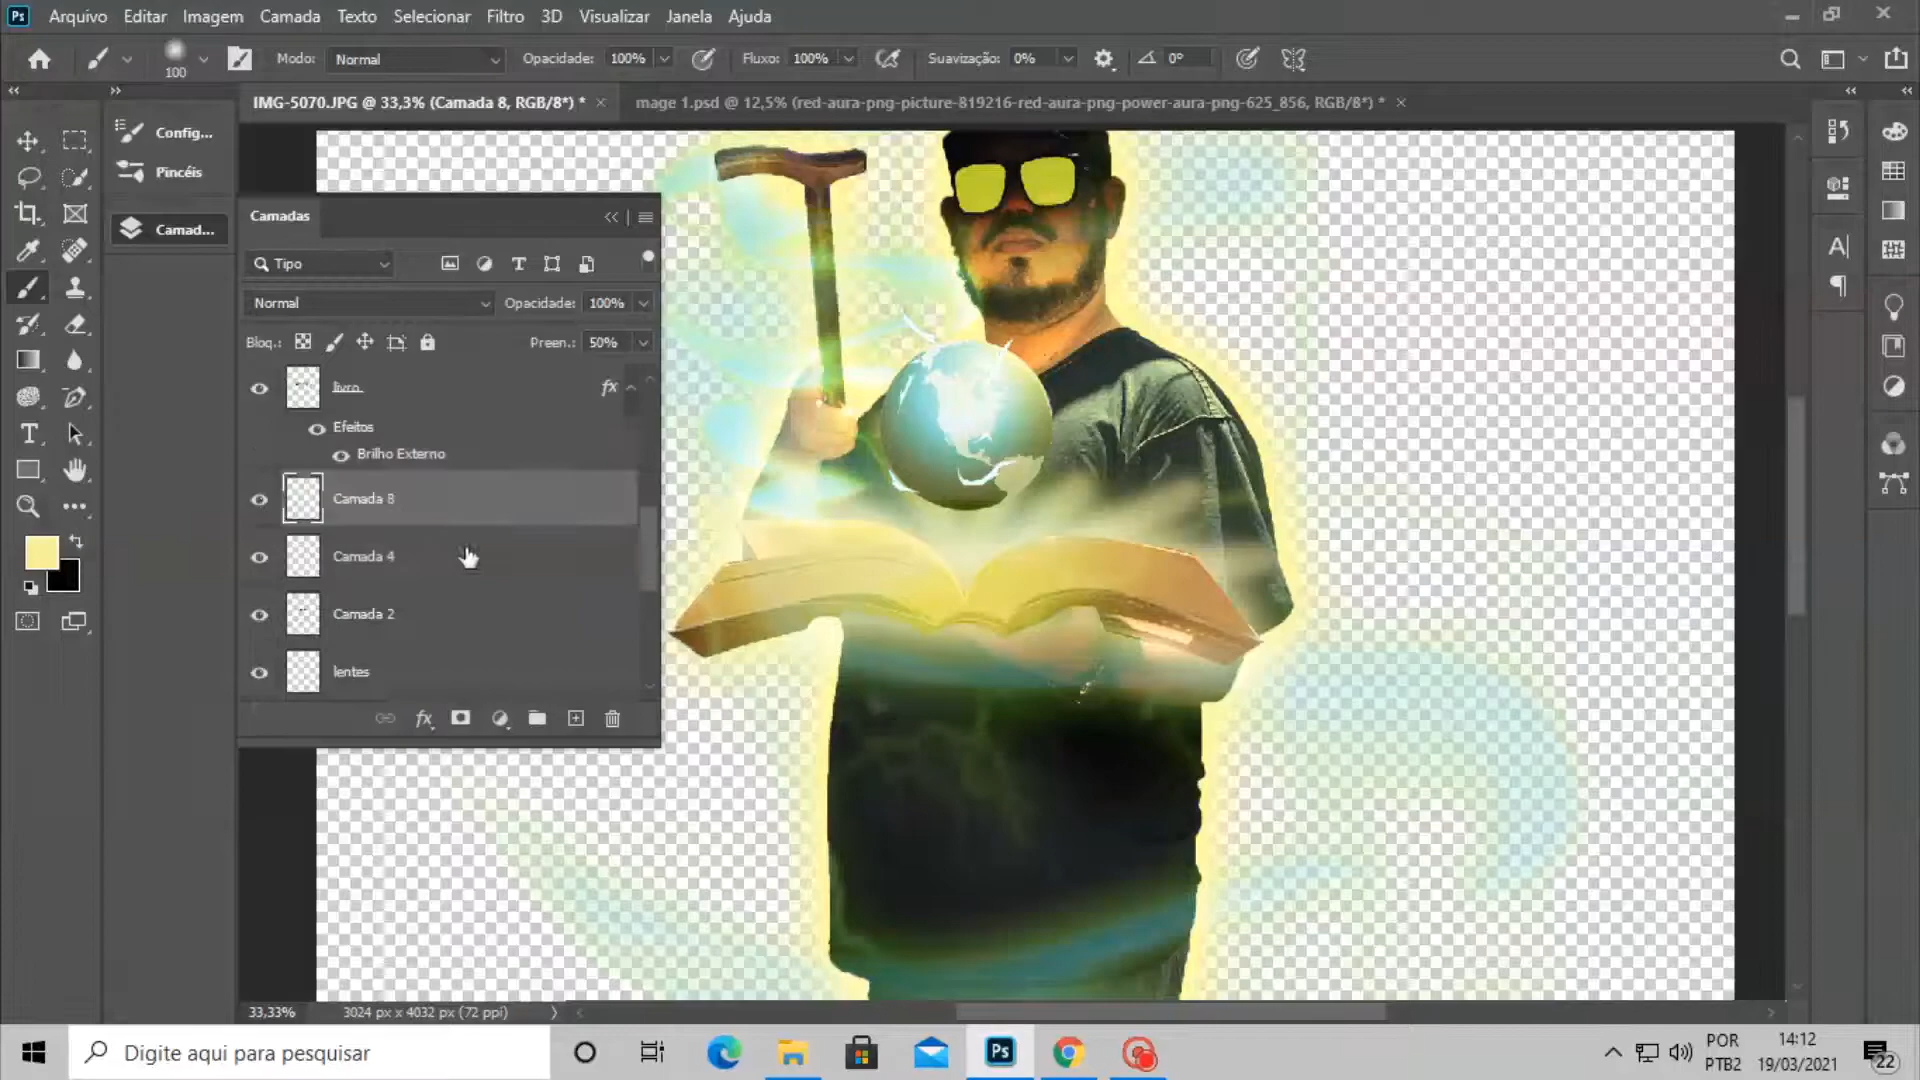 Ps Arquivo Editar Imagem Camada Texto Selecionar Filtro 3D Visualizar Janela Ajuda
100 Modo: Normal Opacidade: 100% Fluxo: 100% Suavização: 0% 0°
IMG-5070.JPG @ 33,3% (Camada 8, RGB/8*) * × mage 1.psd @ 12,5% (red-aura-png-picture-819216-red-aura-png-power-aura-png-625_856, RGB/8*) * ×
Config...
Pincéis
Camad...
Camadas
Tipo
Normal Opacidade: 100%
Bloq.: Preen.: 50%
livro fx
Efeitos
Brilho Externo
Camada 8
Camada 4
Camada 2
lentes
fx
33,33% 3024 px x 4032 px (72 ppi)
Digite aqui para pesquisar
Ps
POR
PTB2
14:12
19/03/2021
22